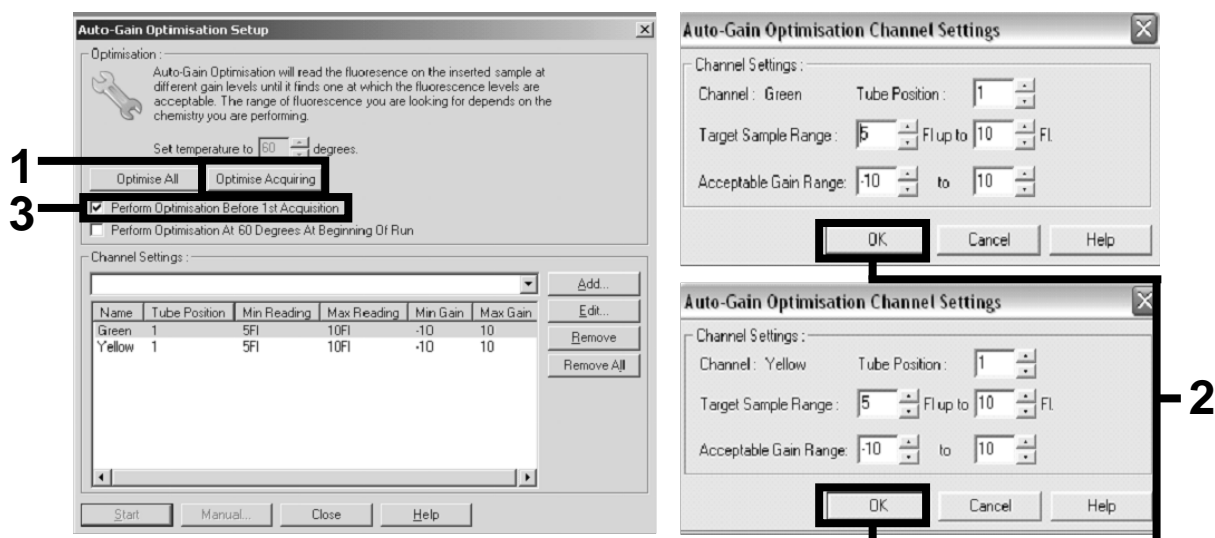 Auto-Gain Optimisation Setup
Optimisation :
Auto-Gain Optimisation will read the fluoresence on the inserted sample at
different gain levels until it finds one at which the fluorescence levels are
acceptable. The range of fluorescence you are looking for depends on the
chemistry you are performing.
Set temperature to 60 degrees.
1
Optimise All Optimise Acquiring
3
Perform Optimisation Before 1st Acquisition
Perform Optimisation At 60 Degrees At Beginning Of Run
Channel Settings :
Add...
Name Tube Position Min Reading Max Reading Min Gain Max Gain
Green 1 5Fl 10Fl -10 10
Yellow 1 5Fl 10Fl -10 10
Edit...
Remove
Remove All
Start Manual... Close Help
Auto-Gain Optimisation Channel Settings
Channel Settings :
Channel : Green Tube Position : 1
Target Sample Range : 5 Fl up to 10 Fl.
Acceptable Gain Range: -10 to 10
OK Cancel Help
Auto-Gain Optimisation Channel Settings
Channel Settings :
Channel : Yellow Tube Position : 1
Target Sample Range : 5 Fl up to 10 Fl.
Acceptable Gain Range: -10 to 10
OK Cancel Help
2